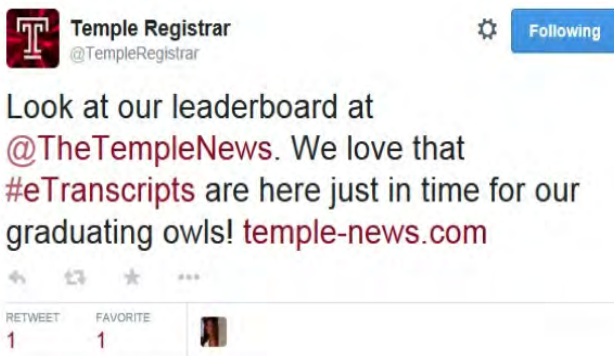 Temple Registrar
@TempleRegistrar
Following
Look at our leaderboard at
@TheTempleNews. We love that
#eTranscripts are here just in time for our
graduating owls! temple-news.com
RETWEET FAVORITE
1 1